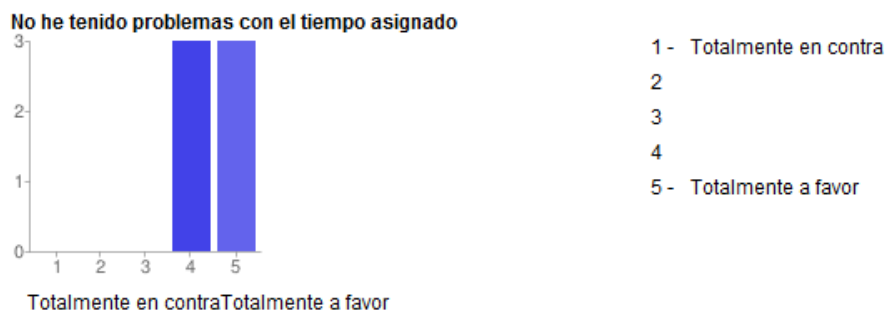 No he tenido problemas con el tiempo asignado
3
2
1
0
1 2 3 4 5
Totalmente en contraTotalmente a favor
1 - Totalmente en contra
2
3
4
5 - Totalmente a favor